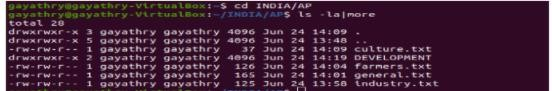 gayathry@gayathry-VirtualBox:~$ cd INDIA/AP
gayathry@gayathry-VirtualBox:~/INDIA/AP$ ls -la|more
total 28
drwxrwxr-x 3 gayathry gayathry 4096 Jun 24 14:09 .
drwxrwxr-x 5 gayathry gayathry 4096 Jun 24 13:48 ..
-rw-rw-r-- 1 gayathry gayathry 37 Jun 24 14:09 culture.txt
drwxrwxr-x 2 gayathry gayathry 4096 Jun 24 14:19 DEVELOPMENT
-rw-rw-r-- 1 gayathry gayathry 126 Jun 24 14:04 farmers.txt
-rw-rw-r-- 1 gayathry gayathry 165 Jun 24 14:01 general.txt
-rw-rw-r-- 1 gayathry gayathry 125 Jun 24 13:58 industry.txt